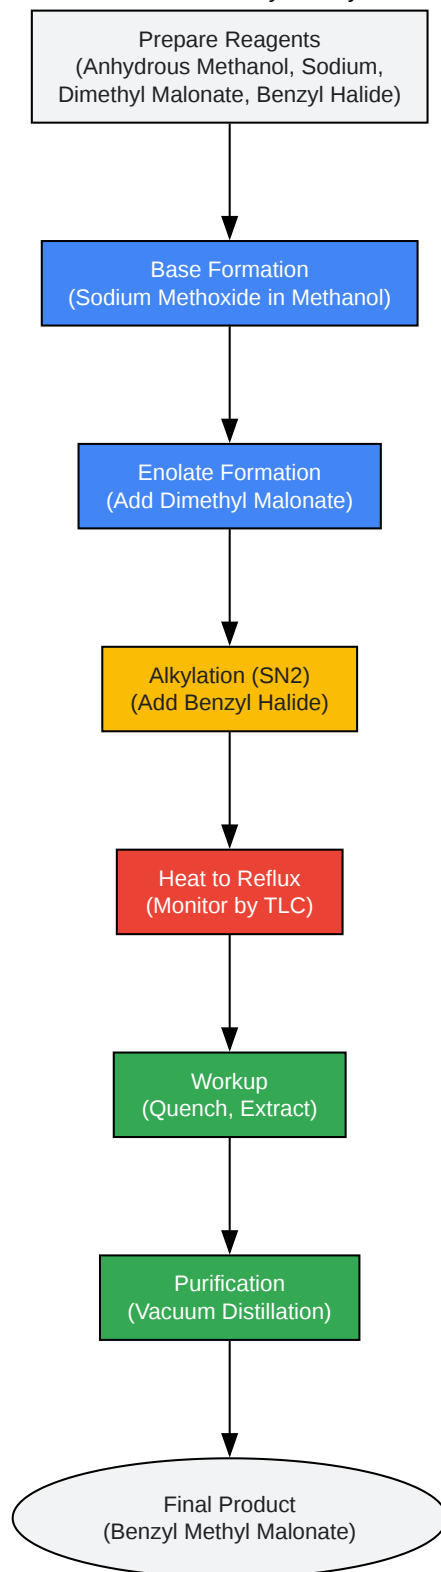 Prepare Reagents
(Anhydrous Methanol, Sodium,
Dimethyl Malonate, Benzyl Halide)
Base Formation
(Sodium Methoxide in Methanol)
Enolate Formation
(Add Dimethyl Malonate)
Alkylation (SN2)
(Add Benzyl Halide)
Heat to Reflux
(Monitor by TLC)
Workup
(Quench, Extract)
Purification
(Vacuum Distillation)
Final Product
(Benzyl Methyl Malonate)